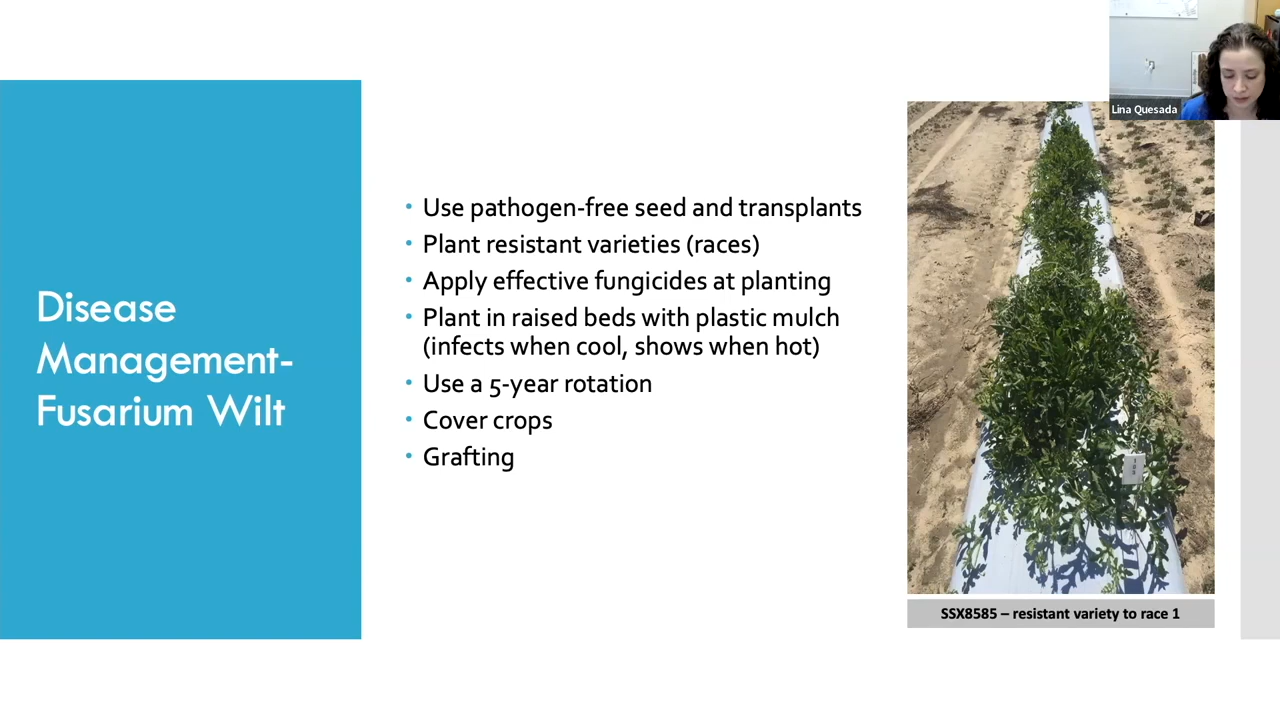 Lina Quesada
Disease
Management-
Fusarium Wilt
• Use pathogen-free seed and transplants
• Plant resistant varieties (races)
• Apply effective fungicides at planting
• Plant in raised beds with plastic mulch
(infects when cool, shows when hot)
• Use a 5-year rotation
• Cover crops
• Grafting
SSX8585 – resistant variety to race 1